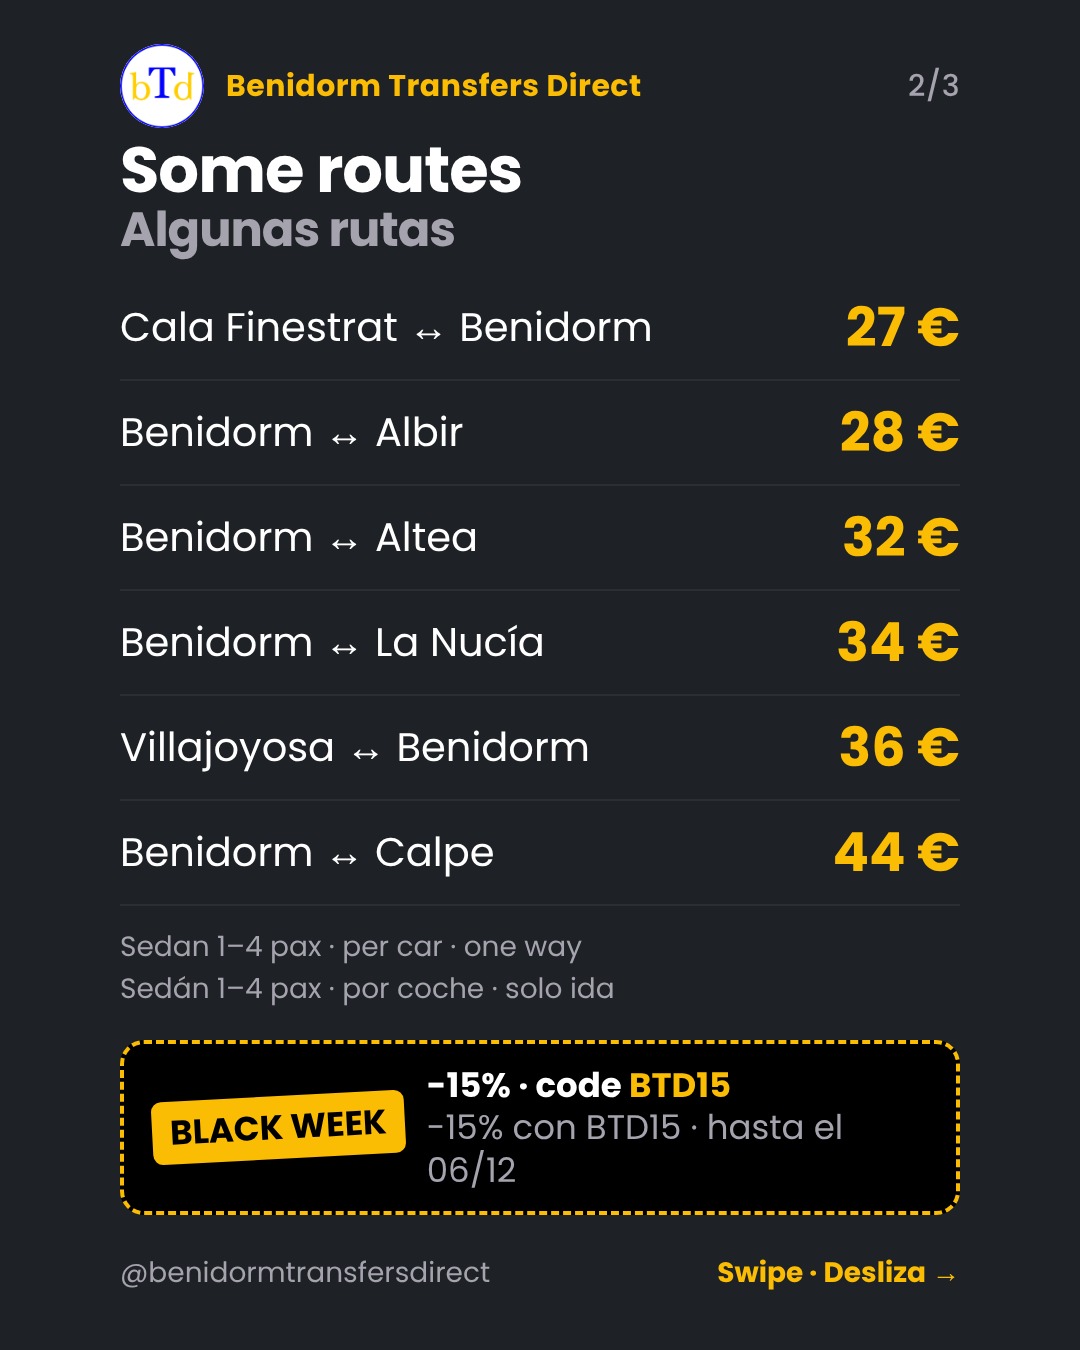 bTd
Benidorm Transfers Direct
2/3
Some routes
Algunas rutas
Cala Finestrat ↔ Benidorm 27 €
Benidorm ↔ Albir 28 €
Benidorm ↔ Altea 32 €
Benidorm ↔ La Nucía 34 €
Villajoyosa ↔ Benidorm 36 €
Benidorm ↔ Calpe 44 €
Sedan 1–4 pax · per car · one way
Sedán 1–4 pax · por coche · solo ida
BLACK WEEK
−15% · code BTD15
−15% con BTD15 · hasta el
06/12
@benidormtransfersdirect
Swipe · Desliza →